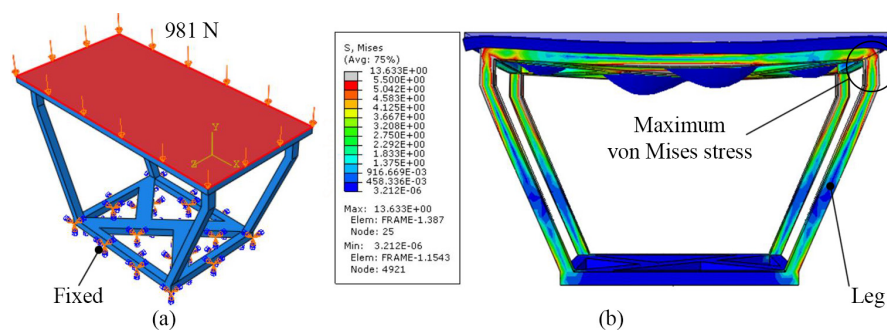 (a)
981 N
Y
Z
X
Fixed
S, Mises
(Avg: 75%)
13.633E+00
5.500E+00
5.042E+00
4.583E+00
4.125E+00
3.667E+00
3.208E+00
2.750E+00
2.292E+00
1.833E+00
1.375E+00
916.669E-03
458.336E-03
3.212E-06
Max: 13.633E+00
Elem: FRAME-1.387
Node: 25
Min: 3.212E-06
Elem: FRAME-1.1543
Node: 4921
(b)
Maximum
von Mises stress
Leg
(a)
(b)